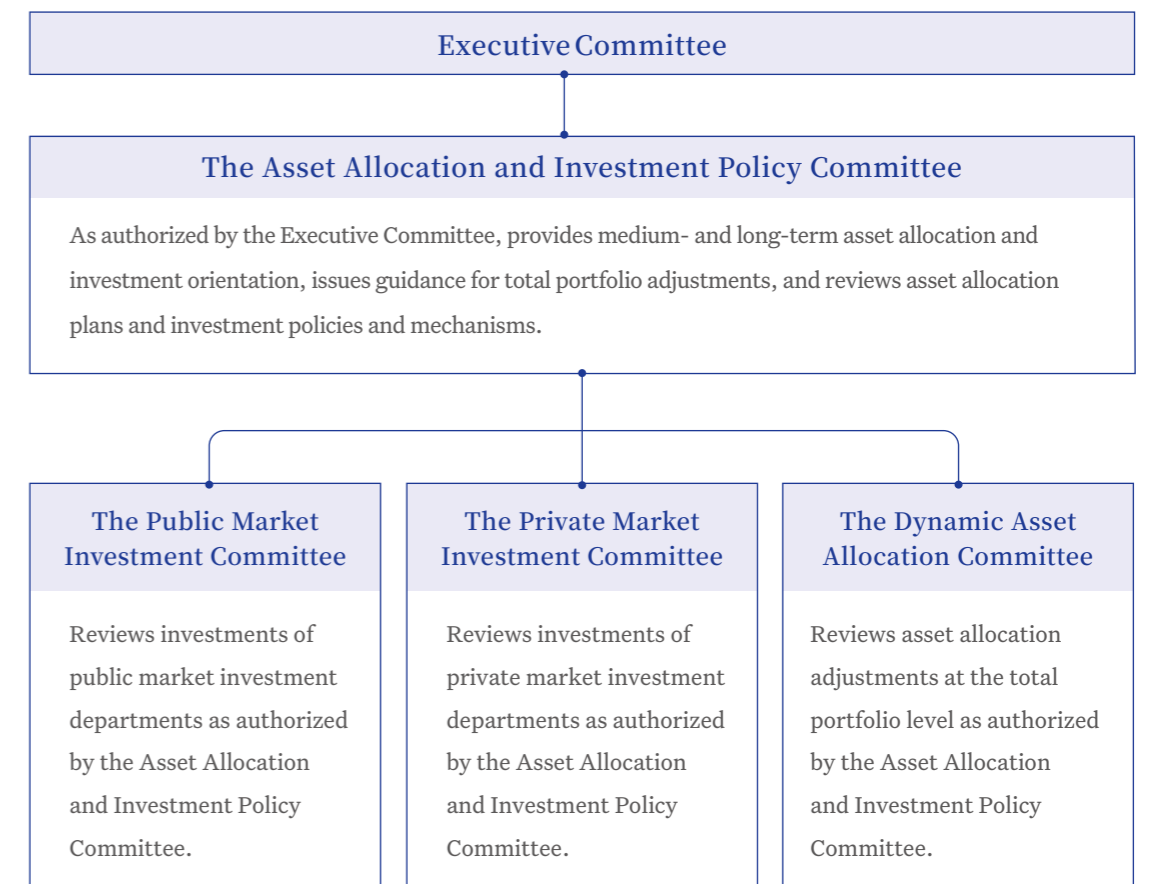 Executive Committee
The Asset Allocation and Investment Policy Committee
As authorized by the Executive Committee, provides medium- and long-term asset allocation and
investment orientation, issues guidance for total portfolio adjustments, and reviews asset allocation
plans and investment policies and mechanisms.
The Public Market
Investment Committee
Reviews investments of
public market investment
departments as authorized
by the Asset Allocation
and Investment Policy
Committee.
The Private Market
Investment Committee
Reviews investments of
private market investment
departments as authorized
by the Asset Allocation
and Investment Policy
Committee.
The Dynamic Asset
Allocation Committee
Reviews asset allocation
adjustments at the total
portfolio level as authorized
by the Asset Allocation
and Investment Policy
Committee.